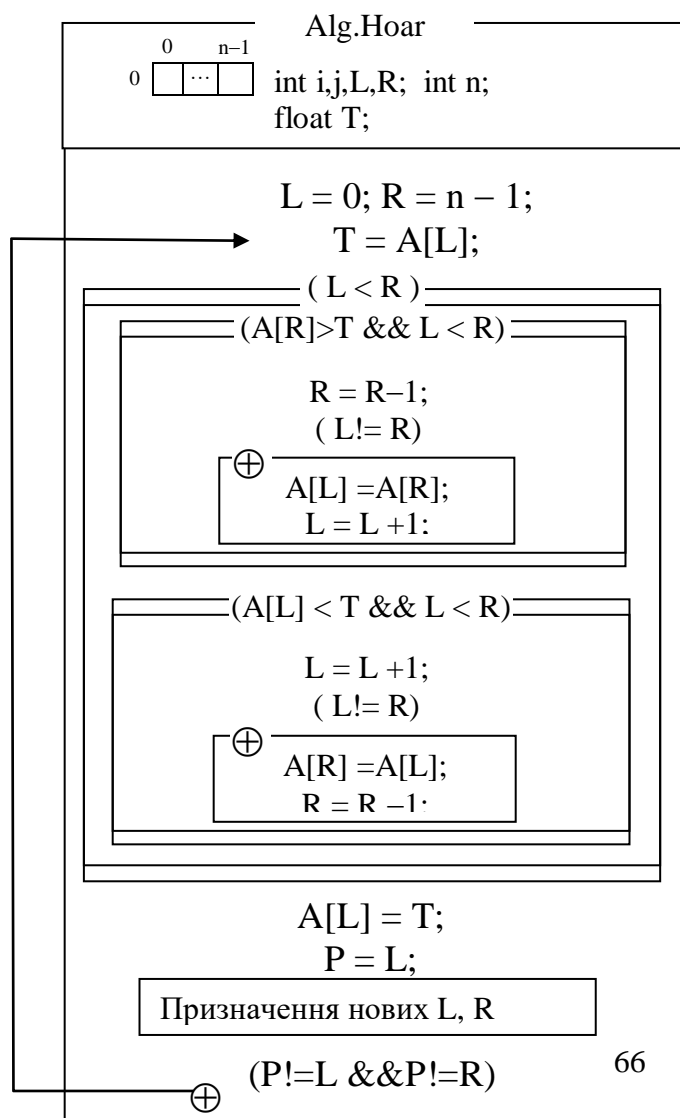 Alg.Hoar
0 n–1
0 ...
int i,j,L,R; int n;
float T;
L = 0; R = n – 1;
T = A[L];
( L < R )
(A[R]>T && L < R)
R = R–1;
( L!= R)
A[L] =A[R];
L = L +1;
(A[L] < T && L < R)
L = L +1;
( L!= R)
A[R] =A[L];
R = R –1;
A[L] = T;
P = L;
Призначення нових L, R
(P!=L &&P!=R)
66